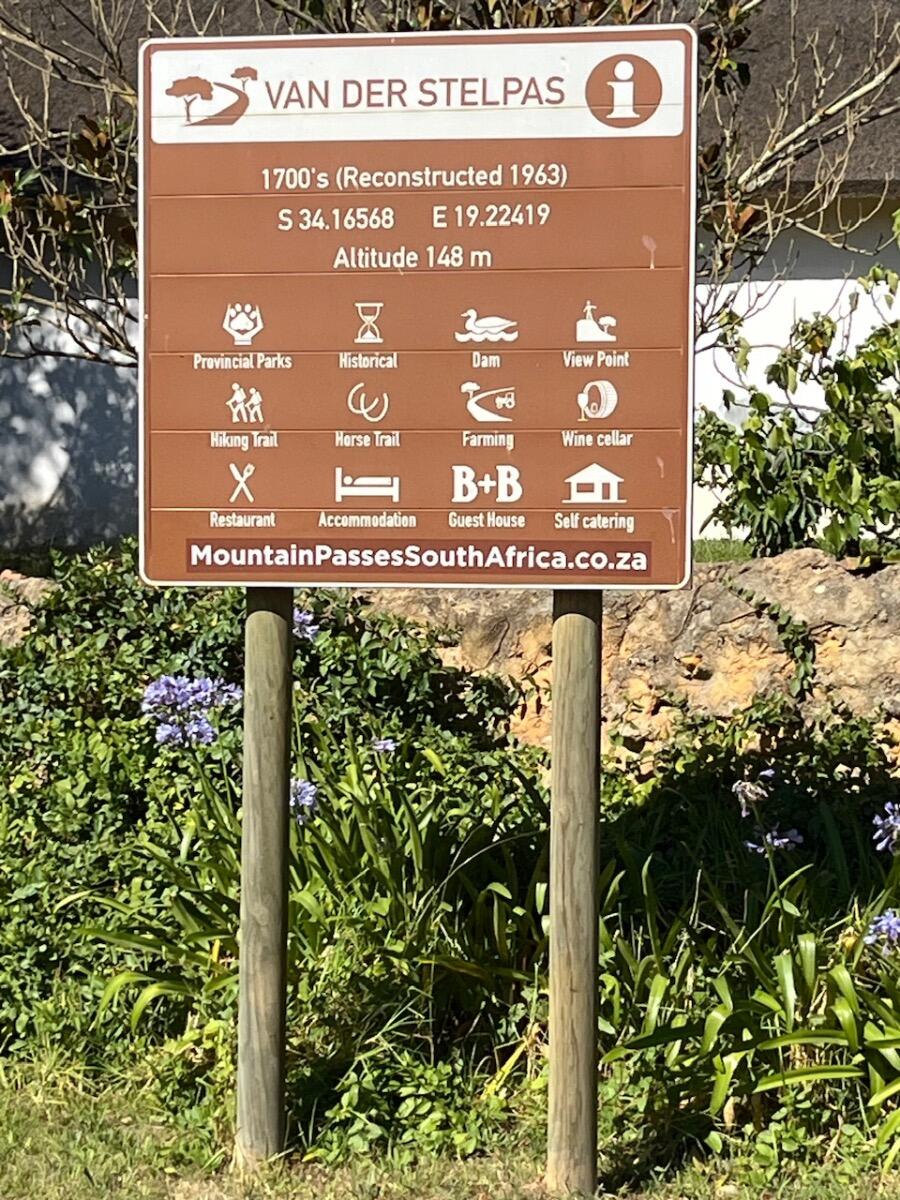 VAN DER STELPAS i
1700's (Reconstructed 1963)
S 34.16568 E 19.22419
Altitude 148 m
Provincial Parks Historical Dam View Point
Hiking Trail Horse Trail Farming Wine cellar
B+B
Restaurant Accommodation Guest House Self catering
MountainPassesSouthAfrica.co.za